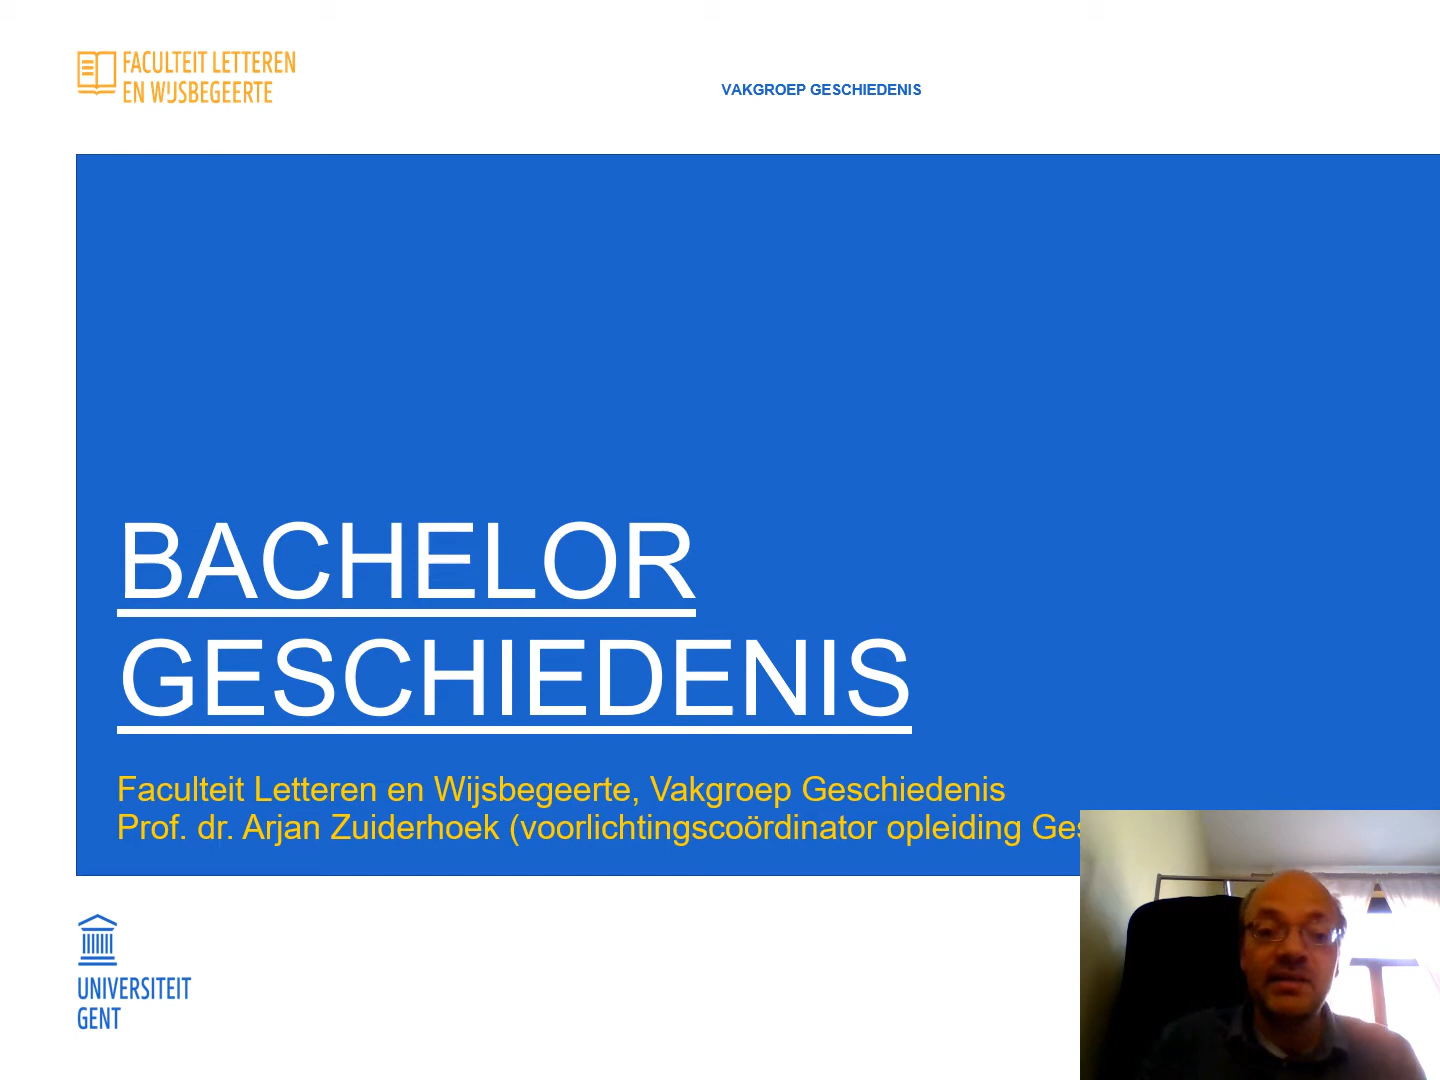 FACULTEIT LETTEREN
EN WIJSBEGEERTE
VAKGROEP GESCHIEDENIS
BACHELOR
GESCHIEDENIS
Faculteit Letteren en Wijsbegeerte, Vakgroep Geschiedenis
Prof. dr. Arjan Zuiderhoek (voorlichtingscoördinator opleiding
UNIVERSITEIT
GENT